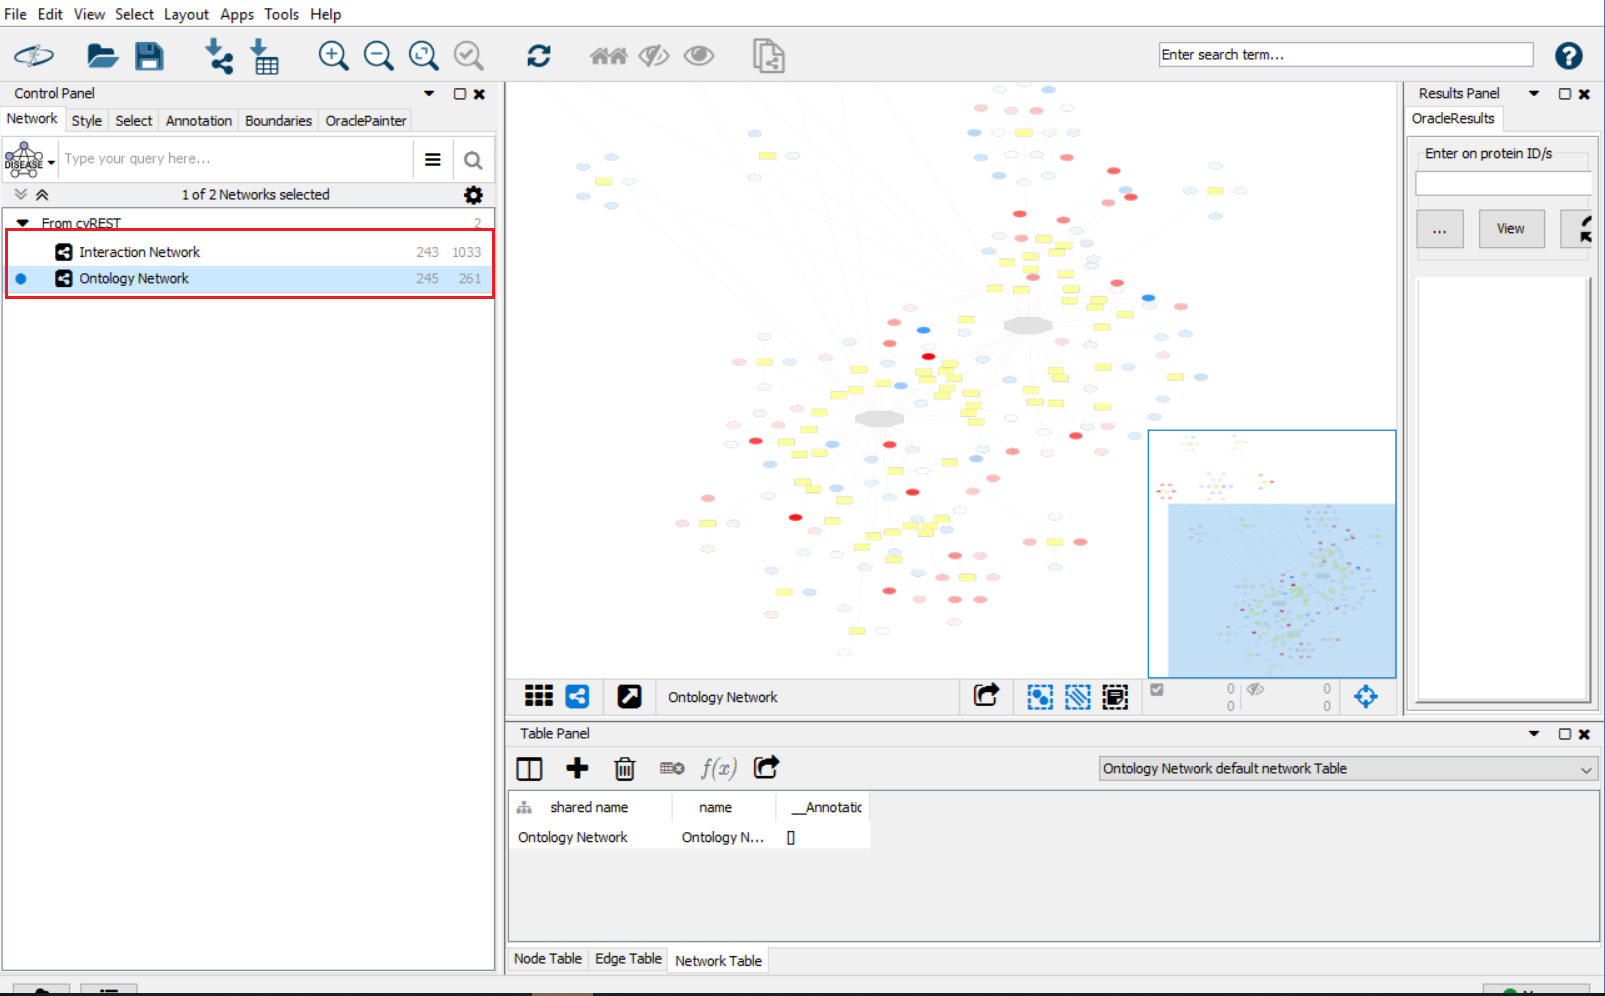 File Edit View Select Layout Apps Tools Help
Enter search term...
?
Control Panel
Network Style Select Annotation Boundaries OraclePainter
DISEASE Type your query here...
1 of 2 Networks selected
From cyREST 2
Interaction Network 243 1033
Ontology Network 245 261
Results Panel
OracleResults
Enter on protein ID/s
... View
Ontology Network
0 0
0 0
Table Panel
f(x) Ontology Network default network Table
shared name name __Annotatic
Ontology Network Ontology N... []
Node Table Edge Table Network Table